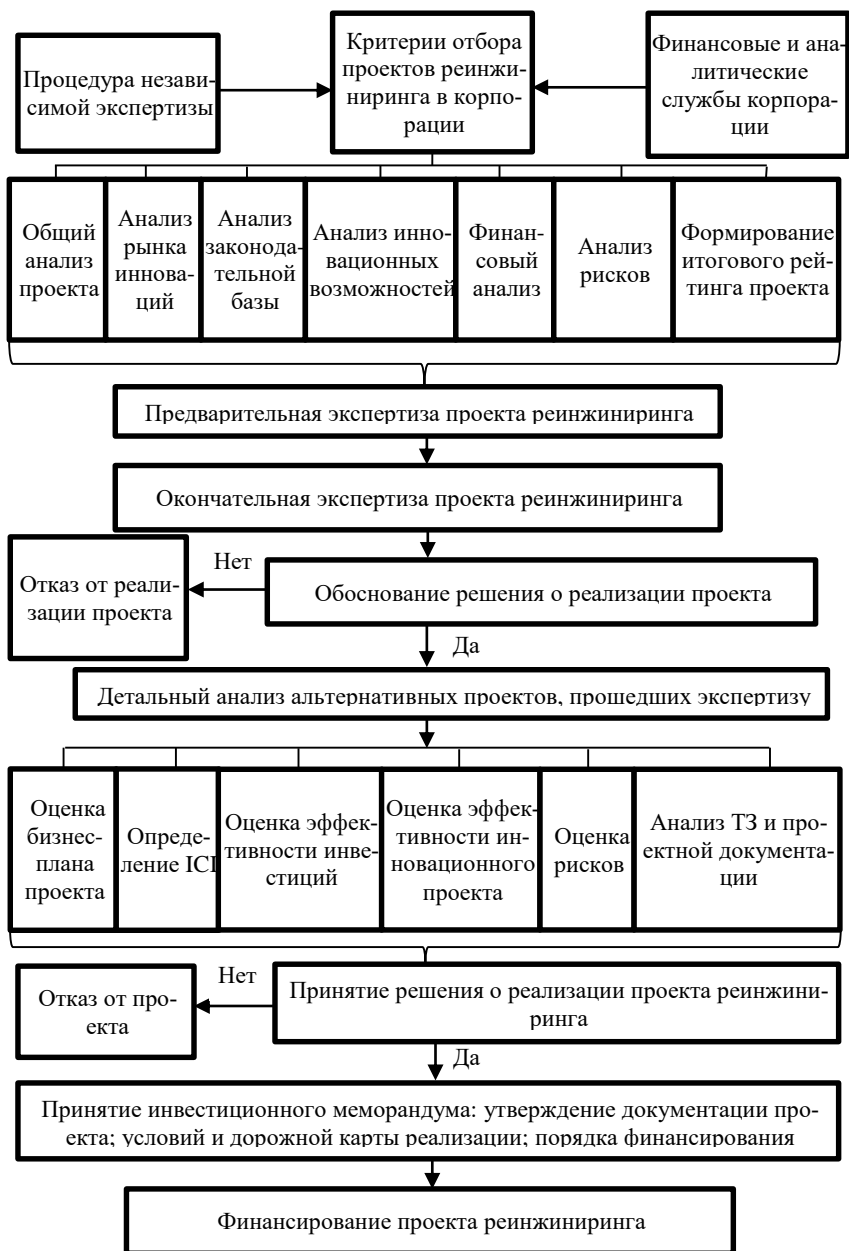 Процедура незави-
симой экспертизы
Критерии отбора
проектов реинжи-
ниринга в корпо-
рации
Финансовые и ана-
литические
службы корпора-
ции
Общий
анализ
проекта
Анализ
рынка
иннова-
ций
Анализ
законода-
тельной
базы
Анализ инно-
вационных
возможностей
Финан-
совый
анализ
Анализ
рисков
Формирование
итогового рей-
тинга проекта
Предварительная экспертиза проекта реинжиниринга
Окончательная экспертиза проекта реинжиниринга
Нет
Отказ от реали-
зации проекта
Обоснование решения о реализации проекта
Да
Детальный анализ альтернативных проектов, прошедших экспертизу
Оценка
бизнес-
плана
проекта
Опреде-
ление ICI
Оценка эффек-
тивности инве-
стиций
Оценка эффек-
тивности ин-
новационного
проекта
Оценка
рисков
Анализ ТЗ и про-
ектной документа-
ции
Нет
Отказ от про-
екта
Принятие решения о реализации проекта реинжини-
ринга
Да
Принятие инвестиционного меморандума: утверждение документации про-
екта; условий и дорожной карты реализации; порядка финансирования
Финансирование проекта реинжиниринга